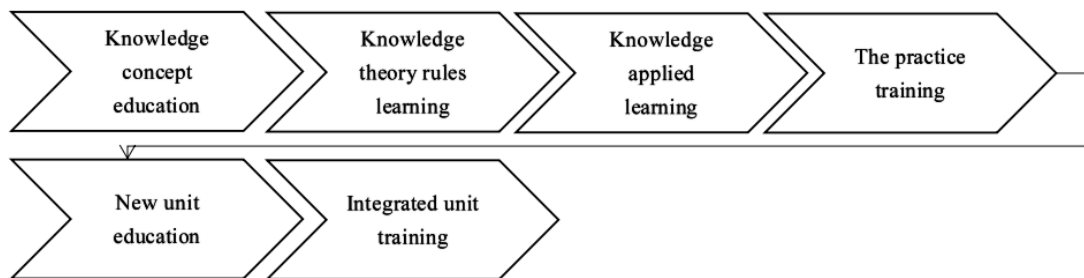 Knowledge
concept
education
Knowledge
theory rules
learning
Knowledge
applied
learning
The practice
training
New unit
education
Integrated unit
training